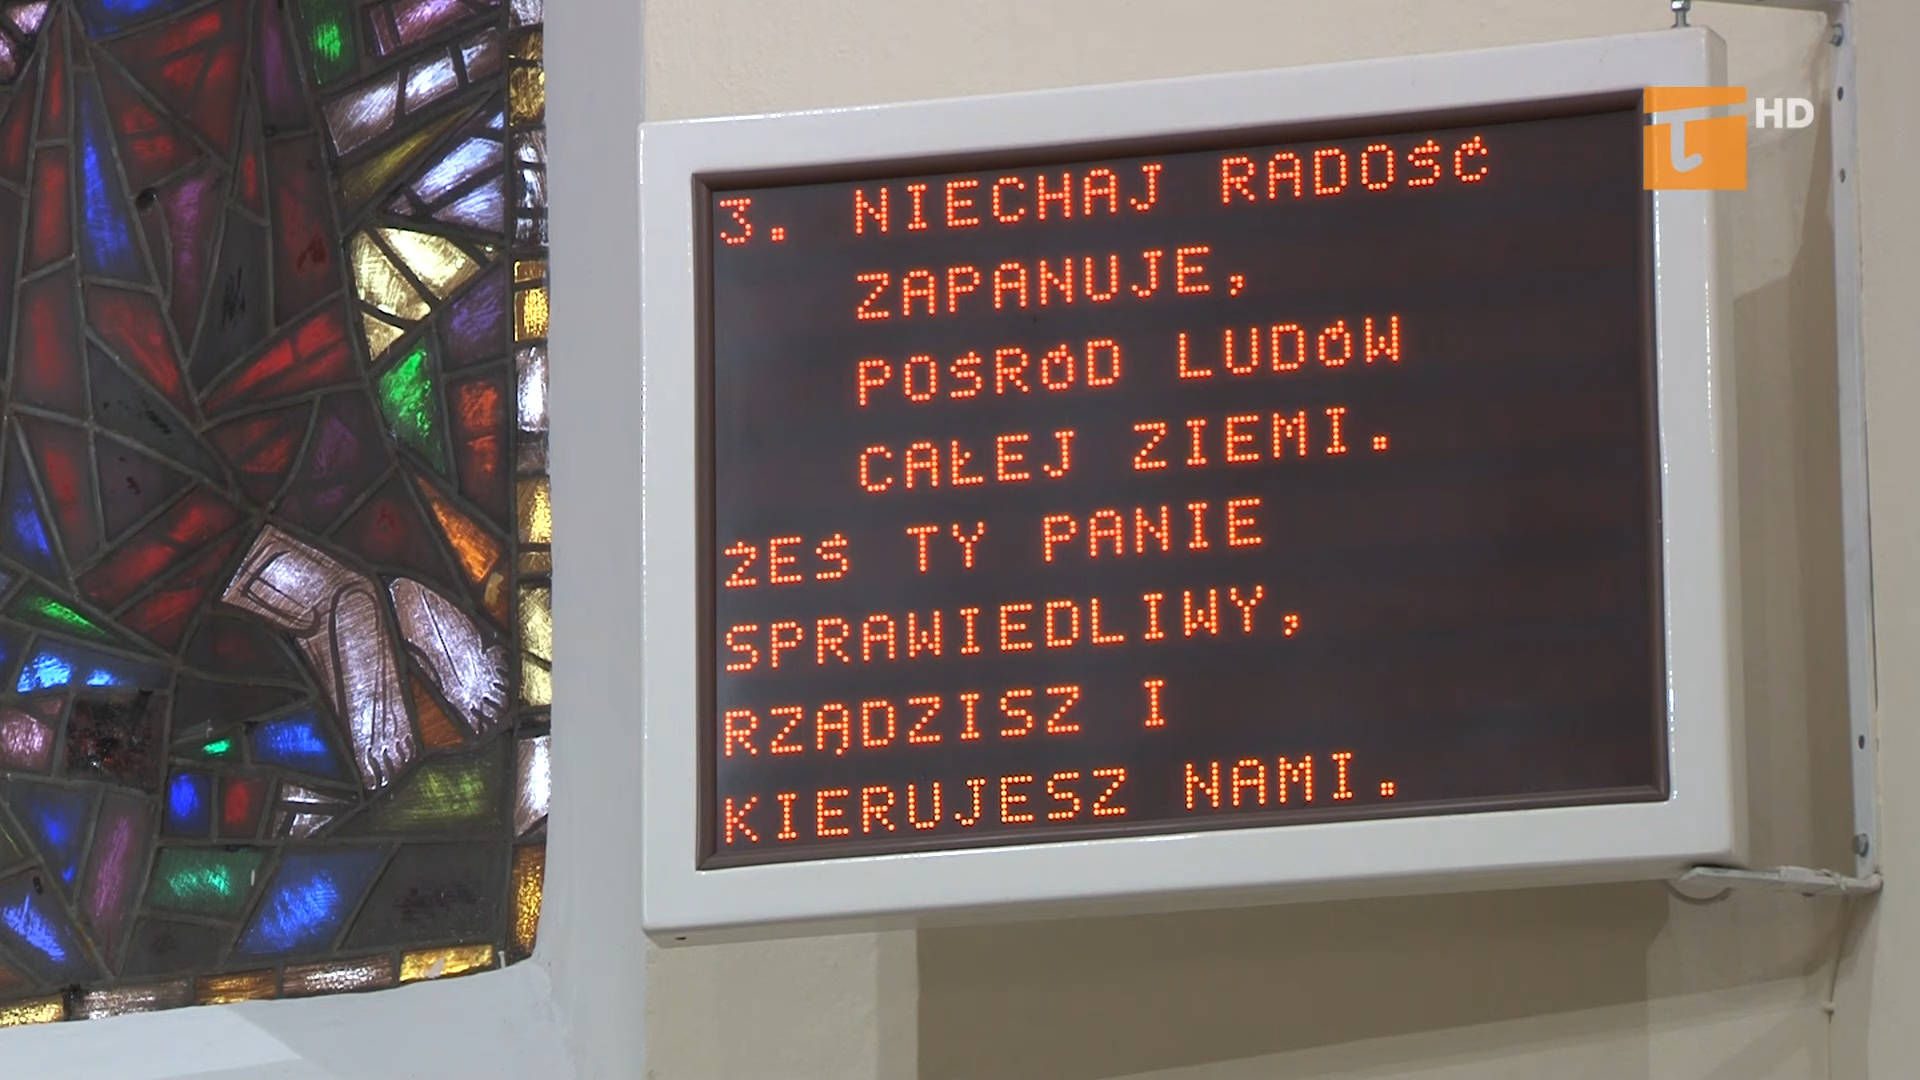 3. NIECHAJ RADOŚĆ
ZAPANUJE,
POŚRÓD LUDÓW
CAŁEJ ZIEMI.
ŻEŚ TY PANIE
SPRAWIEDLIWY,
RZĄDZISZ I
KIERUJESZ NAMI.
HD